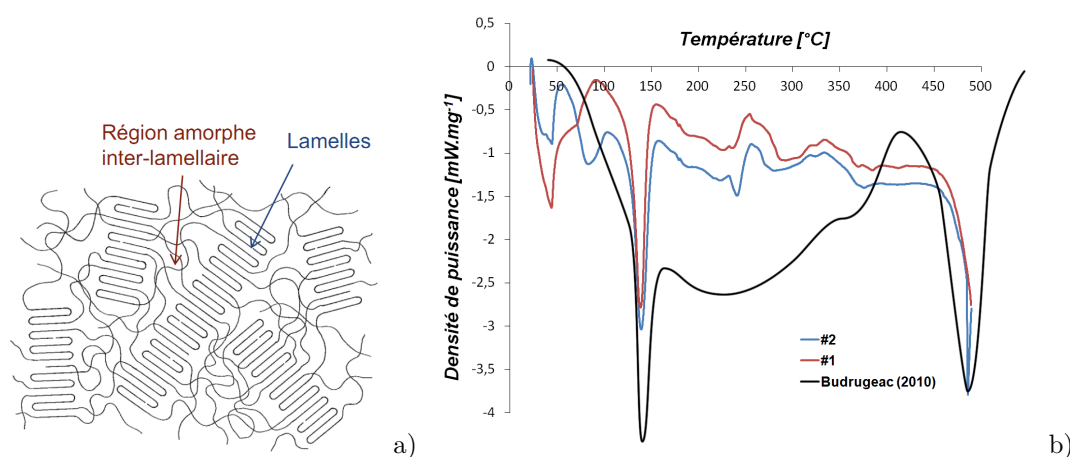 Région amorphe
inter-lamellaire
Lamelles
a)
Température [°C]
Densité de puissance [mW.mg⁻¹]
0,5
0
-0,5
-1
-1,5
-2
-2,5
-3
-3,5
-4
0 50 100 150 200 250 300 350 400 450 500
#2
#1
Budrugeac (2010)
b)